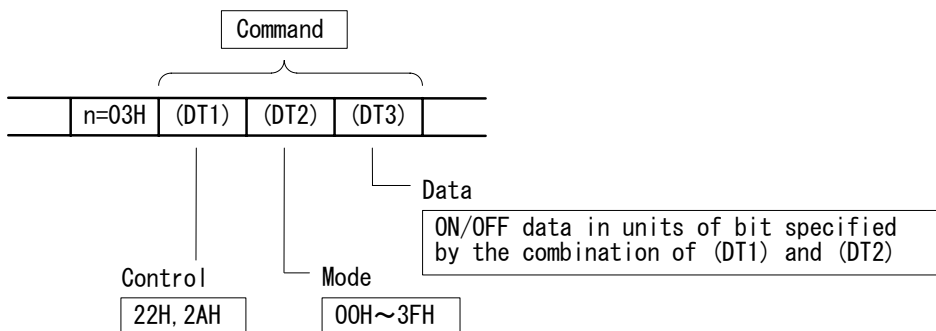 Command
n=03H (DT1) (DT2) (DT3)
Data
ON/OFF data in units of bit specified
by the combination of (DT1) and (DT2)
Control Mode
22H, 2AH 00H～3FH